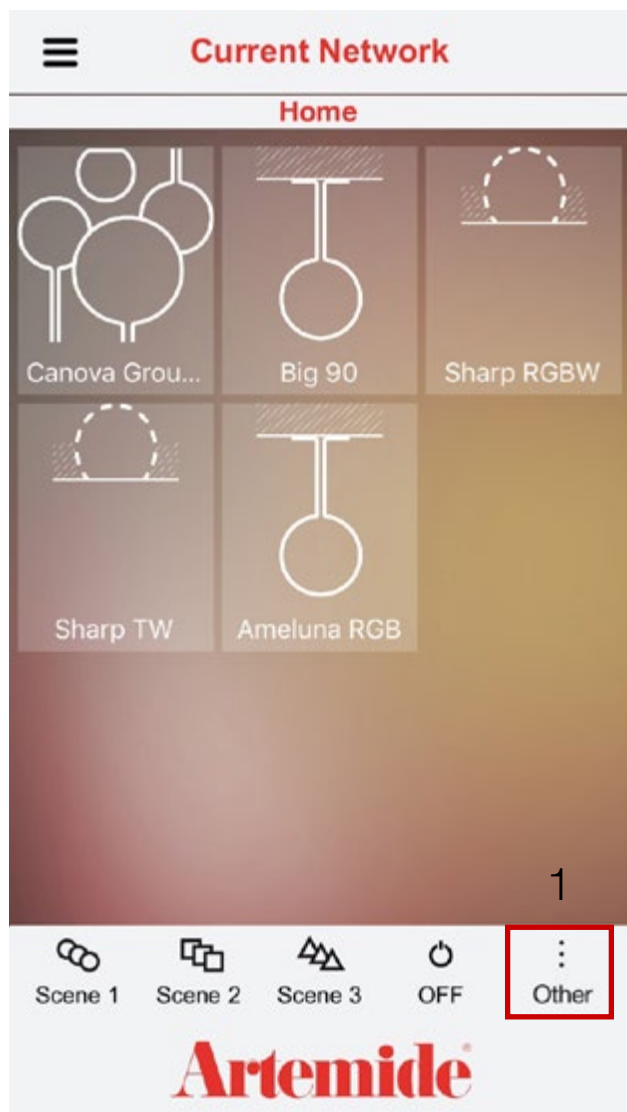 Current Network
Home
Canova Grou...
Big 90
Sharp RGBW
Sharp TW
Ameluna RGB
1
Scene 1
Scene 2
Scene 3
OFF
Other
Artemide